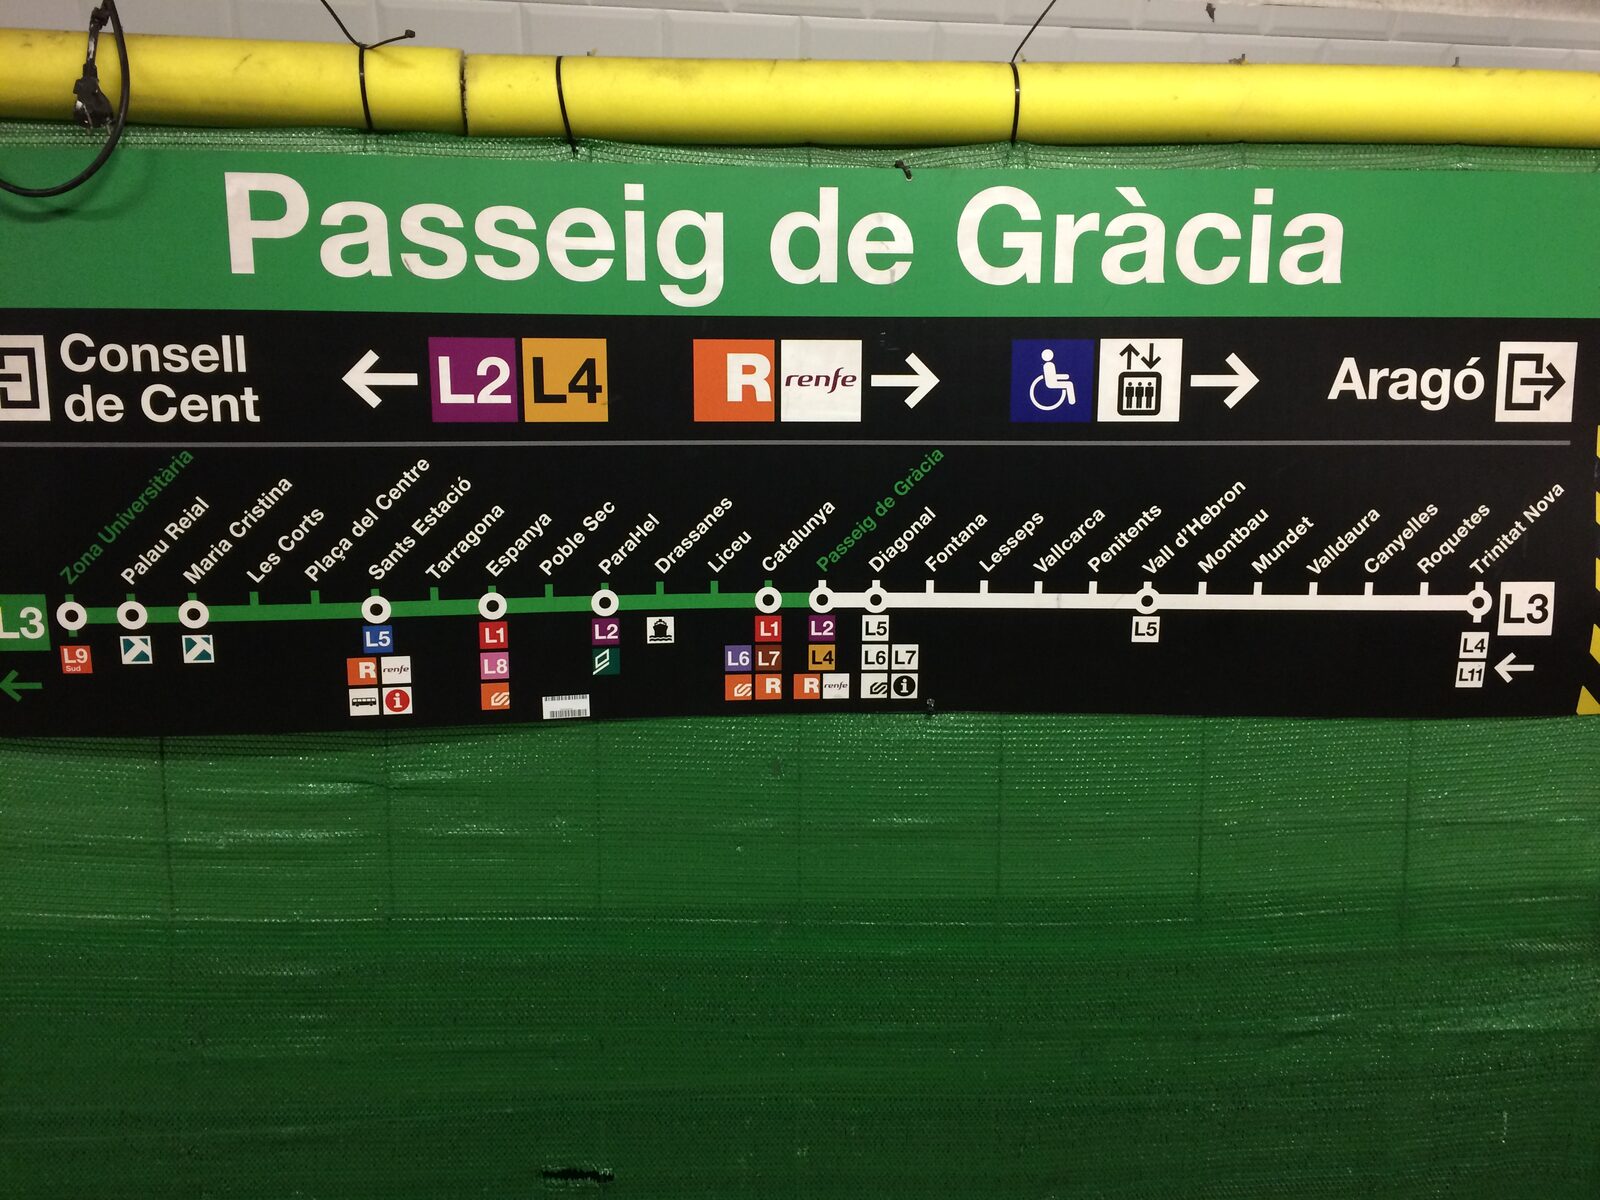 Passeig de Gràcia
Consell
de Cent
L2 L4
R renfe
Aragó
Zona Universitària
Palau Reial
Maria Cristina
Les Corts
Plaça del Centre
Sants Estació
Tarragona
Espanya
Poble Sec
Paral·lel
Drassanes
Liceu
Catalunya
Passeig de Gràcia
Diagonal
Fontana
Lesseps
Vallcarca
Penitents
Vall d'Hebron
Montbau
Mundet
Valldaura
Canyelles
Roquetes
Trinitat Nova
L3
L3
L9
Sud
L5
R renfe
i
L1
L8
L2
L1
L6 L7
R
L2
L4
R renfe
L5
L6 L7
i
L5
L4
L11